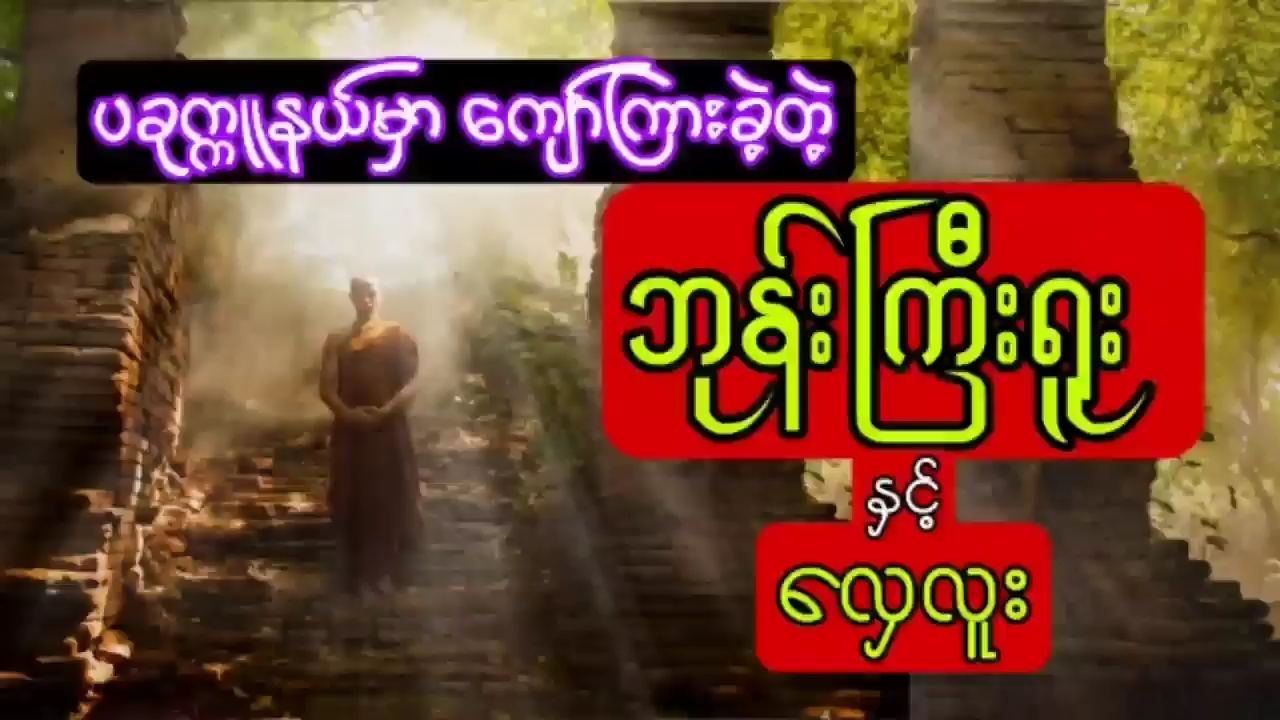 ပခုက္ကူနယ်မှာ ကျော်ကြားခဲ့တဲ့
ဘုန်းကြီးရူး
နှင့်
လှေလူး